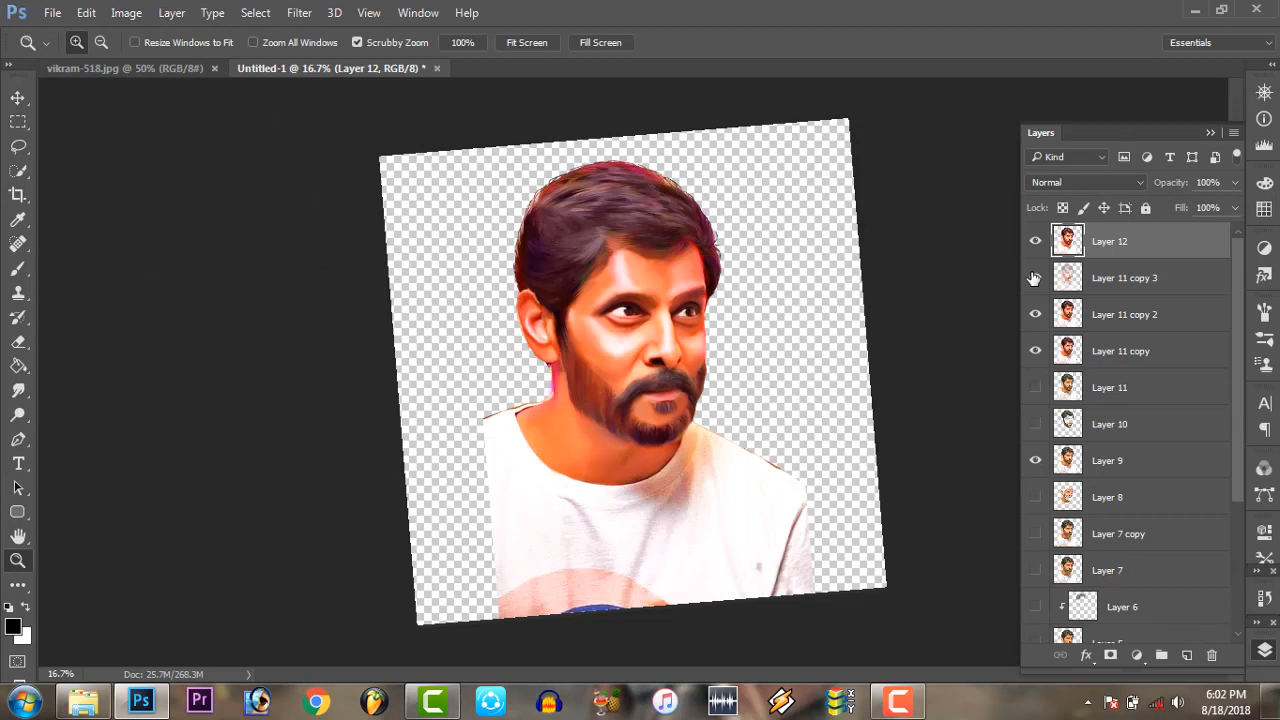 Ps File Edit Image Layer Type Select Filter 3D View Window Help
Resize Windows to Fit Zoom All Windows Scrubby Zoom 100% Fit Screen Fill Screen Essentials
vikram-518.jpg @ 50% (RGB/8#) × Untitled-1 @ 16.7% (Layer 12, RGB/8) * ×
Layers
Kind
Normal Opacity: 100%
Lock: Fill: 100%
Layer 12
Layer 11 copy 3
Layer 11 copy 2
Layer 11 copy
Layer 11
Layer 10
Layer 9
Layer 8
Layer 7 copy
Layer 7
Layer 6
16.7% Doc: 25.7M/268.3M
Ps Pr
6:02 PM
8/18/2018